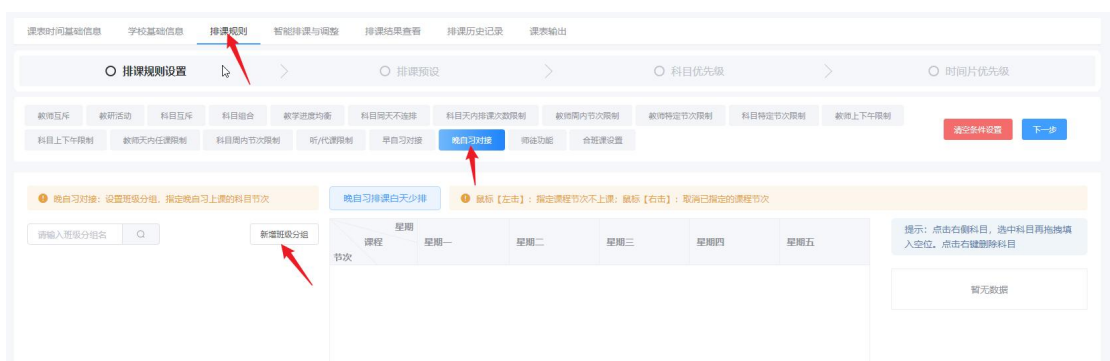 课表时间基础信息 学校基础信息 排课规则 智能排课与调整 排课结果查看 排课历史记录 课表输出
排课规则设置 排课预设 科目优先级 时间片优先级
教师互斥 教研活动 科目互斥 科目组合 教学进度均衡 科目同天不连排 科目天内排课次数限制 教师周内节次限制 教师特定节次限制 科目特定节次限制 教师上下午限制
科目上下午限制 教师天内任课限制 科目周内节次限制 听/代课限制 早自习对接 晚自习对接 师徒功能 合班课设置
清空条件设置 下一步
晚自习对接:设置班级分组,指定晚自习上课的科目节次
晚自习排课白天少排
鼠标【左击】:指定课程节次不上课;鼠标【右击】:取消已指定的课程节次
请输入班级分组名 新增班级分组
星期
课程 星期一 星期二 星期三 星期四 星期五
节次
提示:点击右侧科目,选中科目再拖拽填
入空位。点击右键删除科目
暂无数据